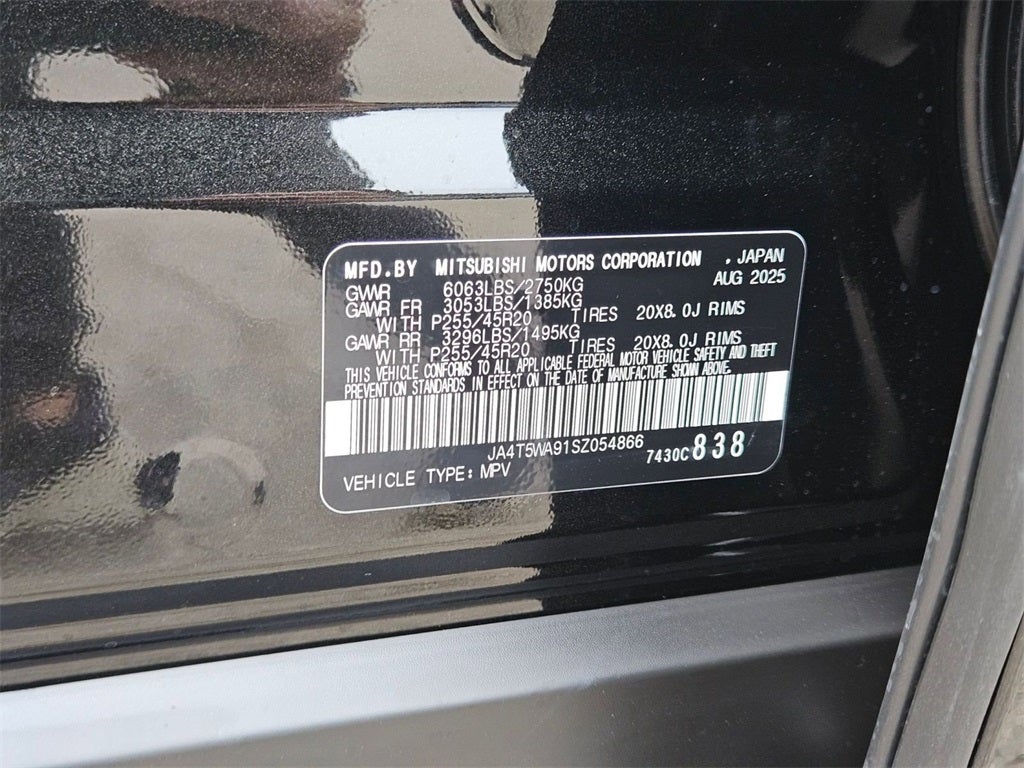 MFD.BY MITSUBISHI MOTORS CORPORATION , JAPAN
AUG 2025
GWR 6063LBS/2750KG
GAWR FR 3053LBS/1385KG
WITH P255/45R20 TIRES 20X8.0J RIMS
GAWR RR 3296LBS/1495KG
WITH P255/45R20 TIRES 20X8.0J RIMS
THIS VEHICLE CONFORMS TO ALL APPLICABLE FEDERAL MOTOR VEHICLE SAFETY AND THEFT
PREVENTION STANDARDS IN EFFECT ON THE DATE OF MANUFACTURE SHOWN ABOVE.
JA4T5WA91SZ054866 7430C838
VEHICLE TYPE: MPV